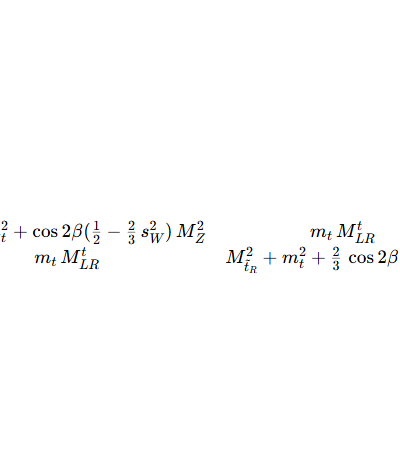 ^2_t + \cos 2\beta(\frac{1}{2} - \frac{2}{3} s_W^2) M_Z^2 m_t M_{LR}^t
m_t M_{LR}^t M_{\tilde{t}_R}^2 + m_t^2 + \frac{2}{3} \cos 2\beta